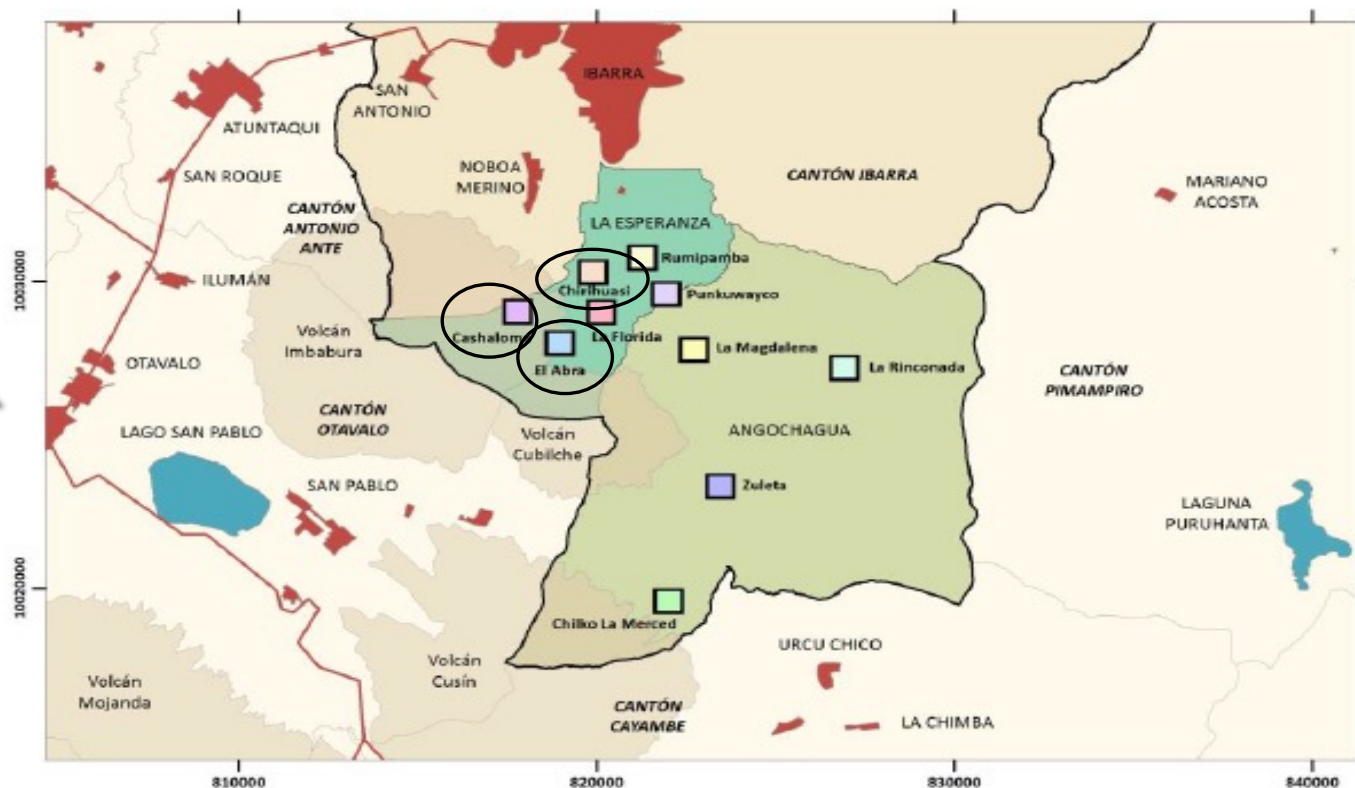 IBARRA
SAN
ANTONIO
ATUNTAQUI
SAN ROQUE
NOBOA
MERINO
CANTÓN IBARRA
MARIANO
ACOSTA
CANTÓN
ANTONIO
ANTE
LA ESPERANZA
Rumipamba
ILUMÁN
Chirihuasi
Punkuwayco
Volcán
Imbabura
Cashalom
La Florida
La Magdalena
El Abra
La Rinconada
OTAVALO
CANTÓN
PIMAMPIRO
CANTÓN
OTAVALO
LAGO SAN PABLO
Volcán
Cubilche
ANGOCHAGUA
SAN PABLO
Zuleta
LAGUNA
PURUHANTA
Chilko La Merced
URCU CHICO
Volcán
Cusín
Volcán
Mojanda
CANTÓN
CAYAMBE
LA CHIMBA
810000
820000
830000
840000